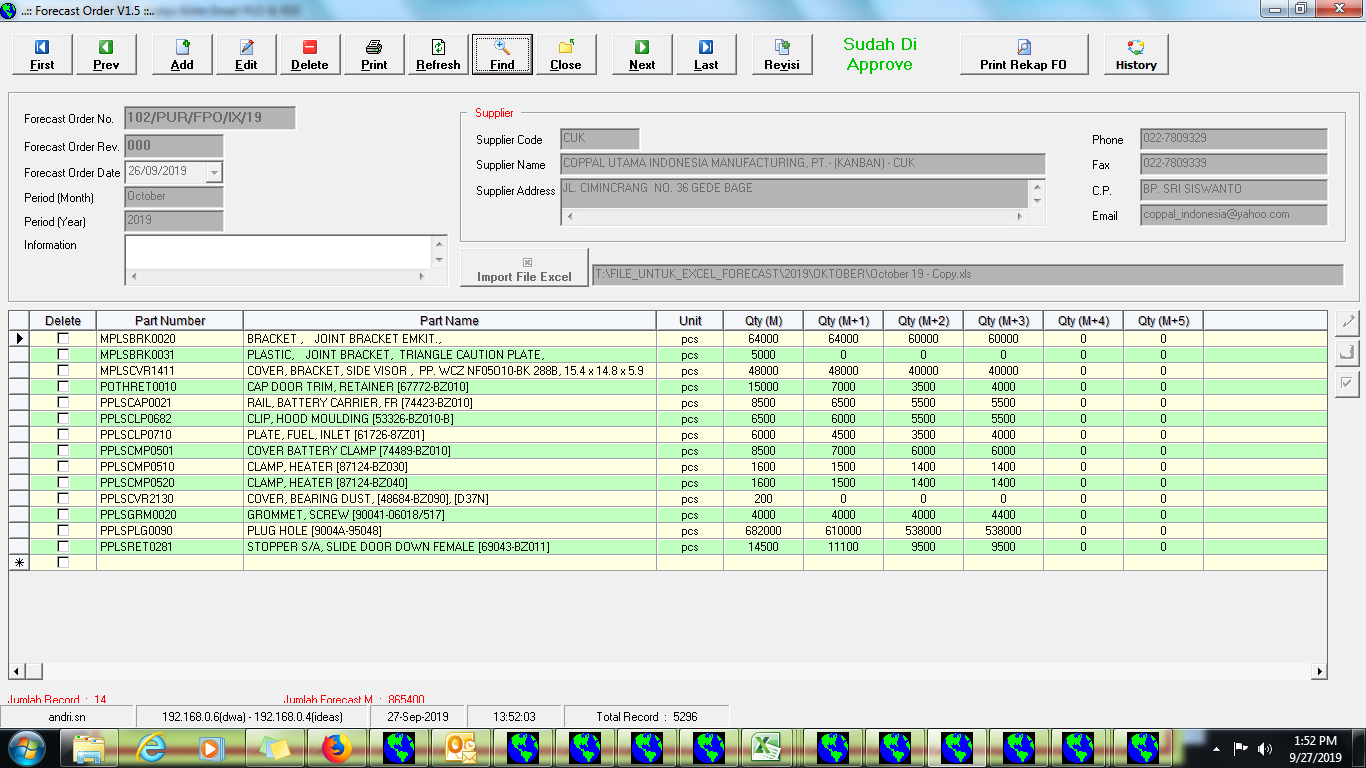 ..:: Forecast Order V1.5 ::..
First Prev Add Edit Delete Print Refresh Find Close Next Last Revisi Sudah Di Approve Print Rekap FO History
Forecast Order No. 102/PUR/FPO/IX/19
Forecast Order Rev. 000
Forecast Order Date 26/09/2019
Period (Month) October
Period (Year) 2019
Information
Supplier
Supplier Code CUK
Supplier Name COPPAL UTAMA INDONESIA MANUFACTURING, PT.- (KANBAN) - CUK
Supplier Address JL. CIMINCRANG NO. 36 GEDE BAGE
Phone 022-7809329
Fax 022-7809339
C.P. BP. SRI SISWANTO
Email coppal_indonesia@yahoo.com
Import File Excel T:\FILE_UNTUK_EXCEL_FORECAST\2019\OKTOBER\October 19 - Copy.xls
Delete Part Number Part Name Unit Qty (M) Qty (M+1) Qty (M+2) Qty (M+3) Qty (M+4) Qty (M+5)
MPLSBRK0020 BRACKET , JOINT BRACKET EMKIT., pcs 64000 64000 60000 60000 0 0
MPLSBRK0031 PLASTIC, JOINT BRACKET, TRIANGLE CAUTION PLATE, pcs 5000 0 0 0 0 0
MPLSCVR1411 COVER, BRACKET, SIDE VISOR , PP. WCZ NF05O10-BK 288B, 15.4 x 14.8 x 5.9 pcs 48000 48000 40000 40000 0 0
POTHRET0010 CAP DOOR TRIM, RETAINER [67772-BZ010] pcs 15000 7000 3500 4000 0 0
PPLSCAP0021 RAIL, BATTERY CARRIER, FR [74423-BZ010] pcs 8500 6500 5500 5500 0 0
PPLSCLP0682 CLIP, HOOD MOULDING [53326-BZ010-B] pcs 6500 6000 5500 5500 0 0
PPLSCLP0710 PLATE, FUEL, INLET [61726-87Z01] pcs 6000 4500 3500 4000 0 0
PPLSCMP0501 COVER BATTERY CLAMP [74489-BZ010] pcs 8500 7000 6000 6000 0 0
PPLSCMP0510 CLAMP, HEATER [87124-BZ030] pcs 1600 1500 1400 1400 0 0
PPLSCMP0520 CLAMP, HEATER [87124-BZ040] pcs 1600 1500 1400 1400 0 0
PPLSCVR2130 COVER, BEARING DUST, [48684-BZ090], [D37N] pcs 200 0 0 0 0 0
PPLSGRM0020 GROMMET, SCREW [90041-06018/517] pcs 4000 4000 4000 4400 0 0
PPLSPLG0090 PLUG HOLE [9004A-95048] pcs 682000 610000 538000 538000 0 0
PPLSRET0281 STOPPER S/A, SLIDE DOOR DOWN FEMALE [69043-BZ011] pcs 14500 11100 9500 9500 0 0
Jumlah Record : 14 Jumlah Forecast M : 865400
andri.sn 192.168.0.6(dwa) - 192.168.0.4(ideas) 27-Sep-2019 13:52:03 Total Record : 5296
1:52 PM
9/27/2019